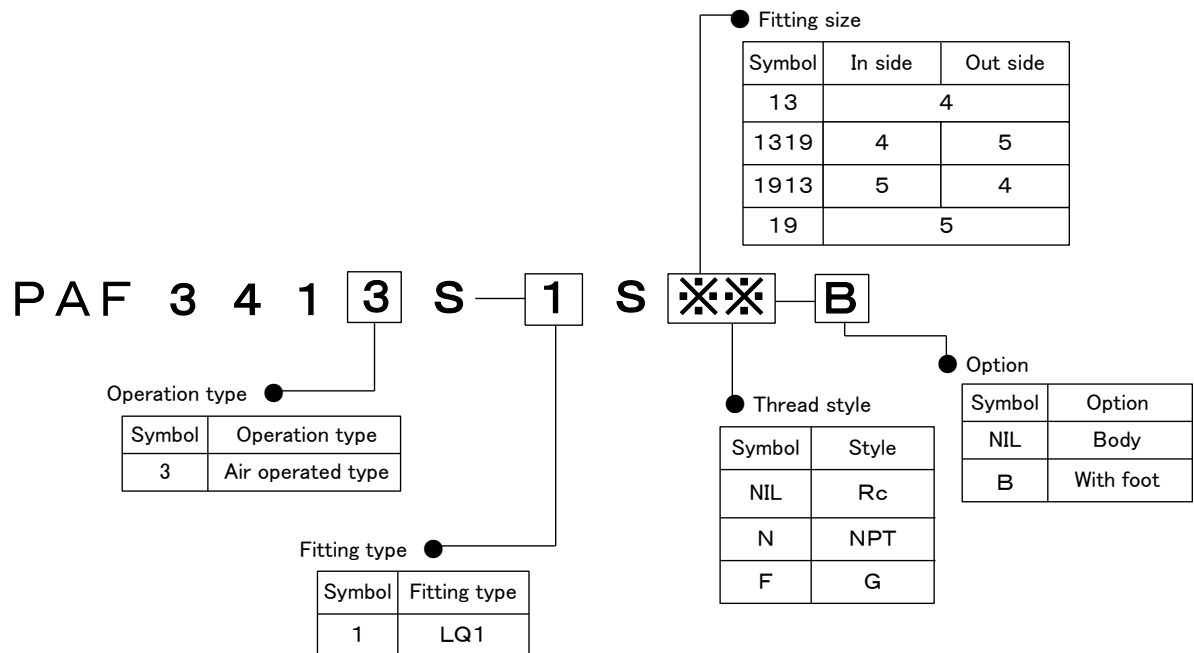 Fitting size
Symbol In side Out side
13 4
1319 4 5
1913 5 4
19 5
PAF 3 4 1 3 S — 1 S ※※ — B
Operation type
Symbol Operation type
3 Air operated type
Fitting type
Symbol Fitting type
1 LQ1
Thread style
Symbol Style
NIL Rc
N NPT
F G
Option
Symbol Option
NIL Body
B With foot